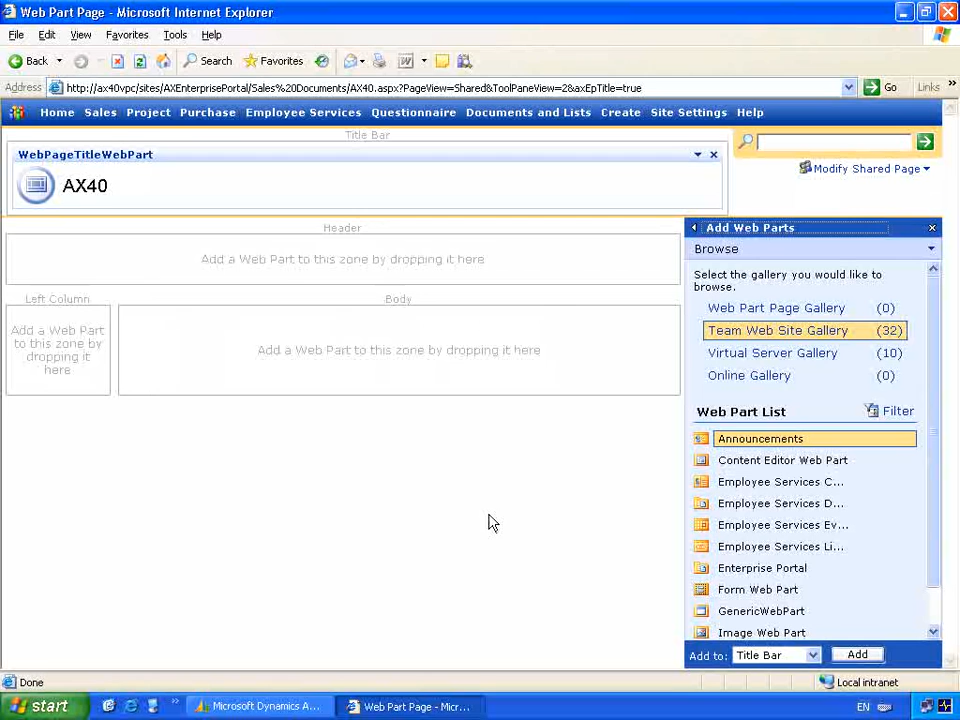 Web Part Page - Microsoft Internet Explorer
File Edit View Favorites Tools Help
Back Search Favorites
Address http://ax40vpc/sites/AXEnterprisePortal/Sales%20Documents/AX40.aspx?PageView=Shared&ToolPaneView=2&axEpTitle=true Go Links »
Home Sales Project Purchase Employee Services Questionnaire Documents and Lists Create Site Settings Help
Title Bar
WebPageTitleWebPart
AX40
Modify Shared Page
Header
Add a Web Part to this zone by dropping it here
Left Column
Add a Web Part
to this zone by
dropping it
here
Body
Add a Web Part to this zone by dropping it here
Add Web Parts
Browse
Select the gallery you would like to
browse.
Web Part Page Gallery (0)
Team Web Site Gallery (32)
Virtual Server Gallery (10)
Online Gallery (0)
Web Part List Filter
Announcements
Content Editor Web Part
Employee Services C...
Employee Services D...
Employee Services Ev...
Employee Services Li...
Enterprise Portal
Form Web Part
GenericWebPart
Image Web Part
Add to: Title Bar Add
Done Local intranet
start » Microsoft Dynamics A... Web Part Page - Micr... EN